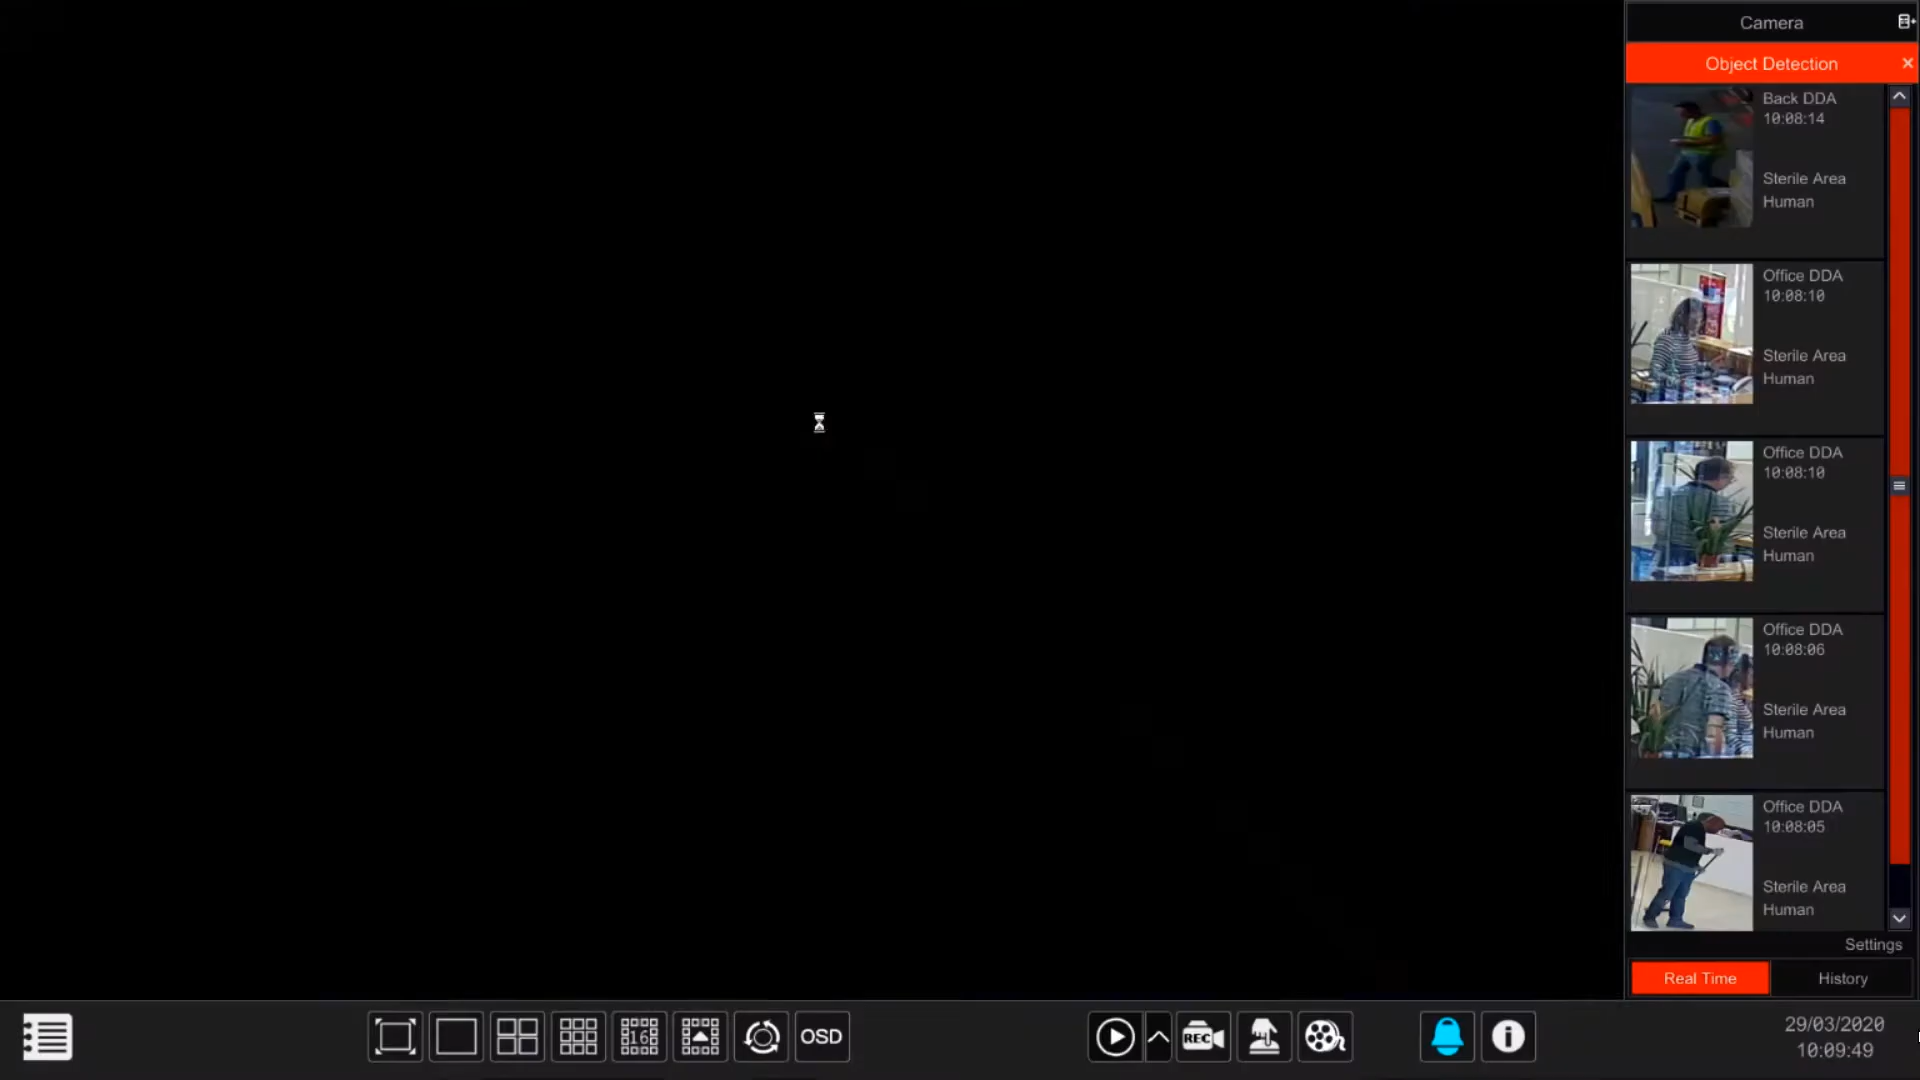 Camera
Object Detection
Back DDA
10:08:14
Sterile Area
Human
Office DDA
10:08:10
Sterile Area
Human
Office DDA
10:08:10
Sterile Area
Human
Office DDA
10:08:06
Sterile Area
Human
Office DDA
10:08:05
Sterile Area
Human
Settings
Real Time
History
16
OSD
REC
29/03/2020
10:09:49